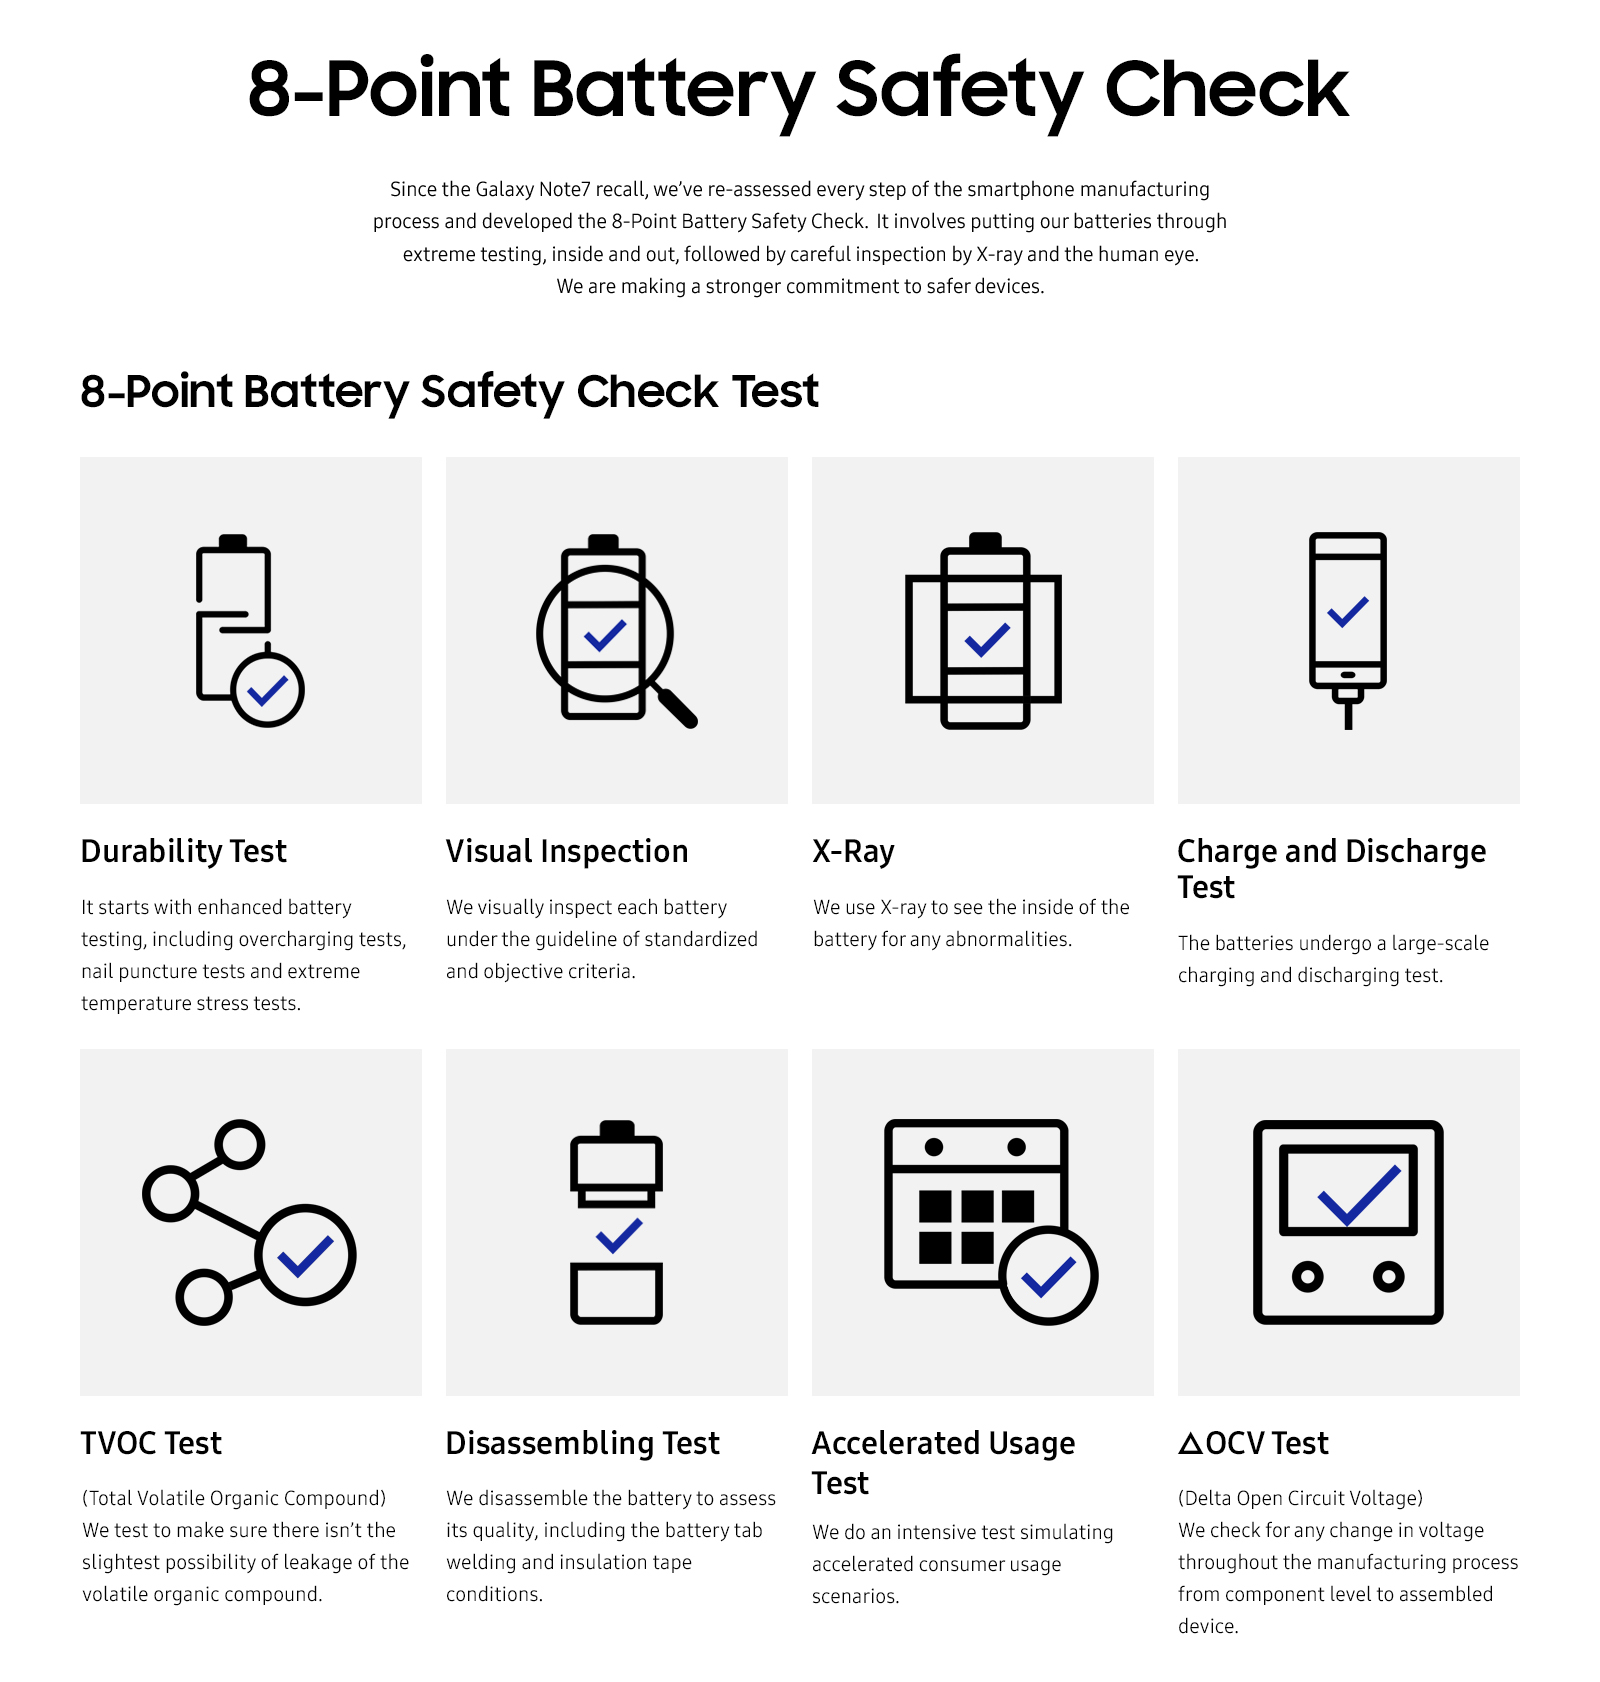 8-Point Battery Safety Check
Since the Galaxy Note7 recall, we've re-assessed every step of the smartphone manufacturing
process and developed the 8-Point Battery Safety Check. It involves putting our batteries through
extreme testing, inside and out, followed by careful inspection by X-ray and the human eye.
We are making a stronger commitment to safer devices.
8-Point Battery Safety Check Test
Durability Test
It starts with enhanced battery
testing, including overcharging tests,
nail puncture tests and extreme
temperature stress tests.
Visual Inspection
We visually inspect each battery
under the guideline of standardized
and objective criteria.
X-Ray
We use X-ray to see the inside of the
battery for any abnormalities.
Charge and Discharge
Test
The batteries undergo a large-scale
charging and discharging test.
TVOC Test
(Total Volatile Organic Compound)
We test to make sure there isn't the
slightest possibility of leakage of the
volatile organic compound.
Disassembling Test
We disassemble the battery to assess
its quality, including the battery tab
welding and insulation tape
conditions.
Accelerated Usage
Test
We do an intensive test simulating
accelerated consumer usage
scenarios.
△OCV Test
(Delta Open Circuit Voltage)
We check for any change in voltage
throughout the manufacturing process
from component level to assembled
device.